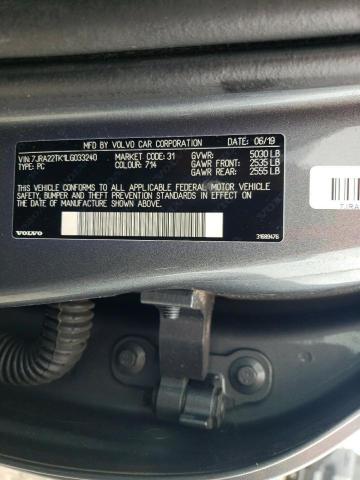 MFD BY VOLVO CAR CORPORATION DATE: 06/19
VIN: 7JRA22TK1LG033240 MARKET CODE: 31 GVWR: 5030 LB
TYPE: PC COLOUR: 714 GAWR FRONT: 2535 LB
GAWR REAR: 2555 LB
THIS VEHICLE CONFORMS TO ALL APPLICABLE FEDERAL MOTOR VEHICLE
SAFETY, BUMPER, AND THEFT PREVENTION STANDARDS IN EFFECT ON THE
DATE OF MANUFACTURE SHOWN ABOVE.
VOLVO
31689476
7JRA